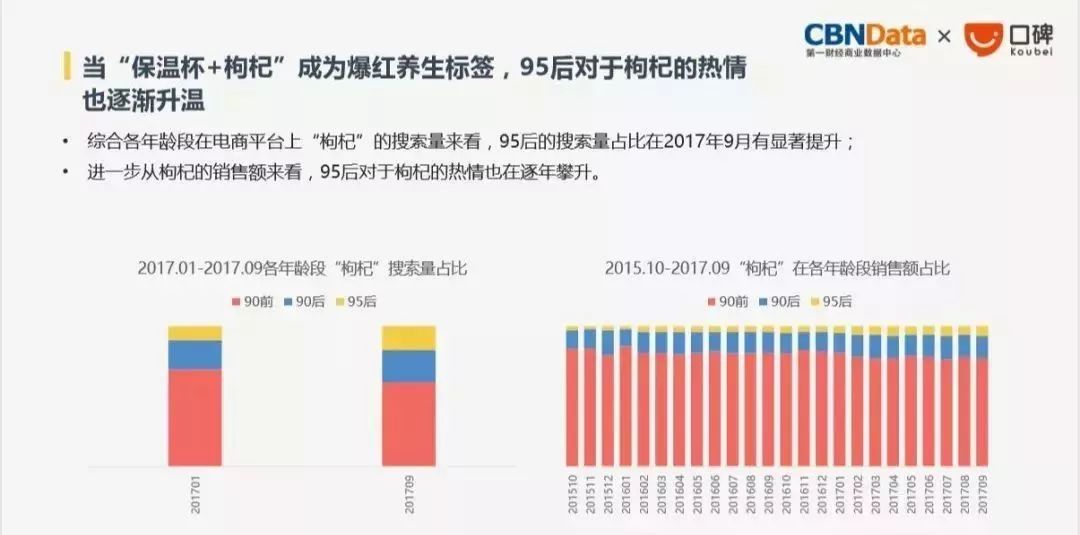 CBNData × 口碑
第一财经商业数据中心 Koubei
当“保温杯+枸杞”成为爆红养生标签，95后对于枸杞的热情
也逐渐升温
• 综合各年龄段在电商平台上“枸杞”的搜索量来看，95后的搜索量占比在2017年9月有显著提升；
• 进一步从枸杞的销售额来看，95后对于枸杞的热情也在逐年攀升。
2017.01-2017.09各年龄段“枸杞”搜索量占比
90前 90后 95后
201701 201709
2015.10-2017.09“枸杞”在各年龄段销售额占比
90前 90后 95后
201510 201511 201512 201601 201602 201603 201604 201605 201606 201607 201608 201609 201610 201611 201612 201701 201702 201703 201704 201705 201706 201707 201708 201709